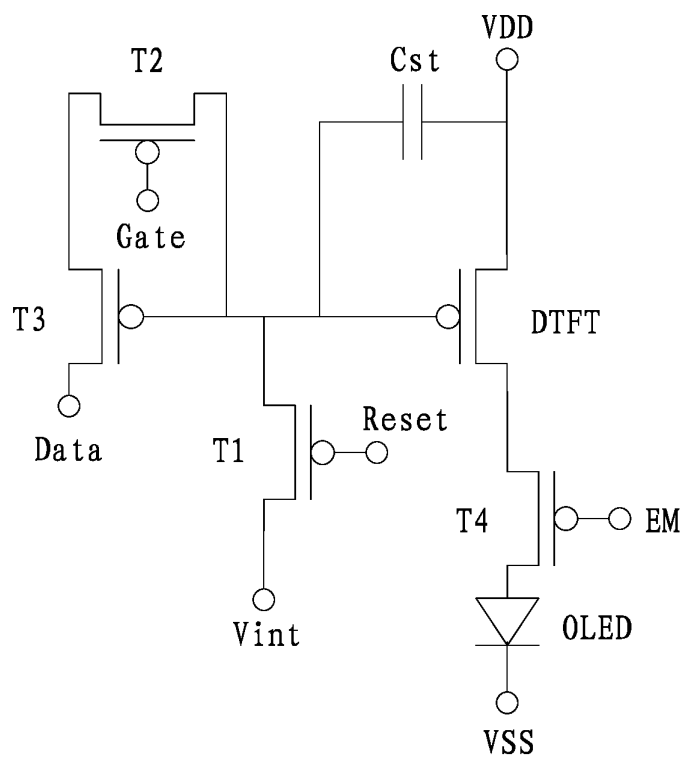 VDD
T2
Cst
Gate
T3
DTFT
Reset
Data
T1
T4
EM
Vint
OLED
VSS